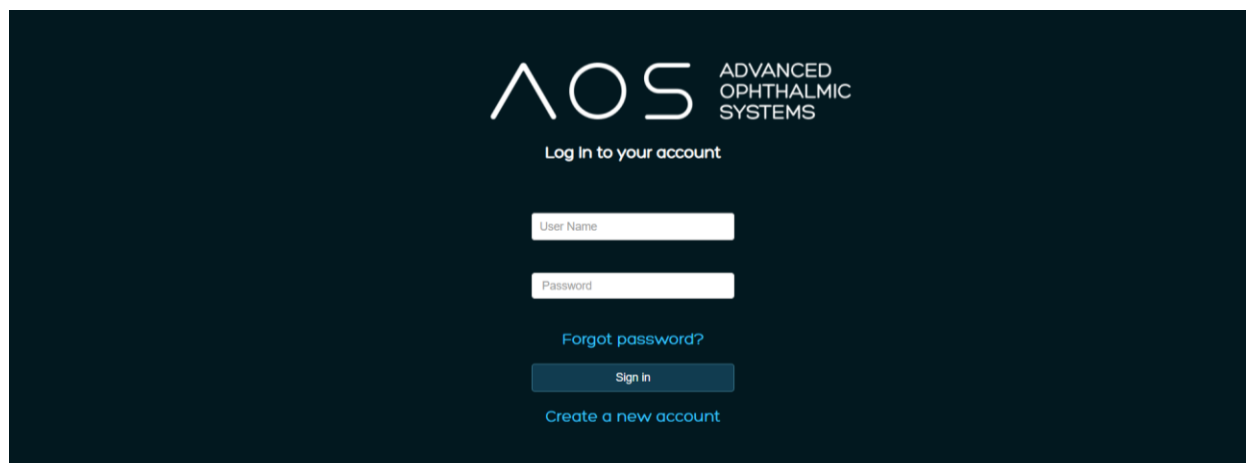 AOS
ADVANCED
OPHTHALMIC
SYSTEMS
Log in to your account
User Name
Password
Forgot password?
Sign in
Create a new account